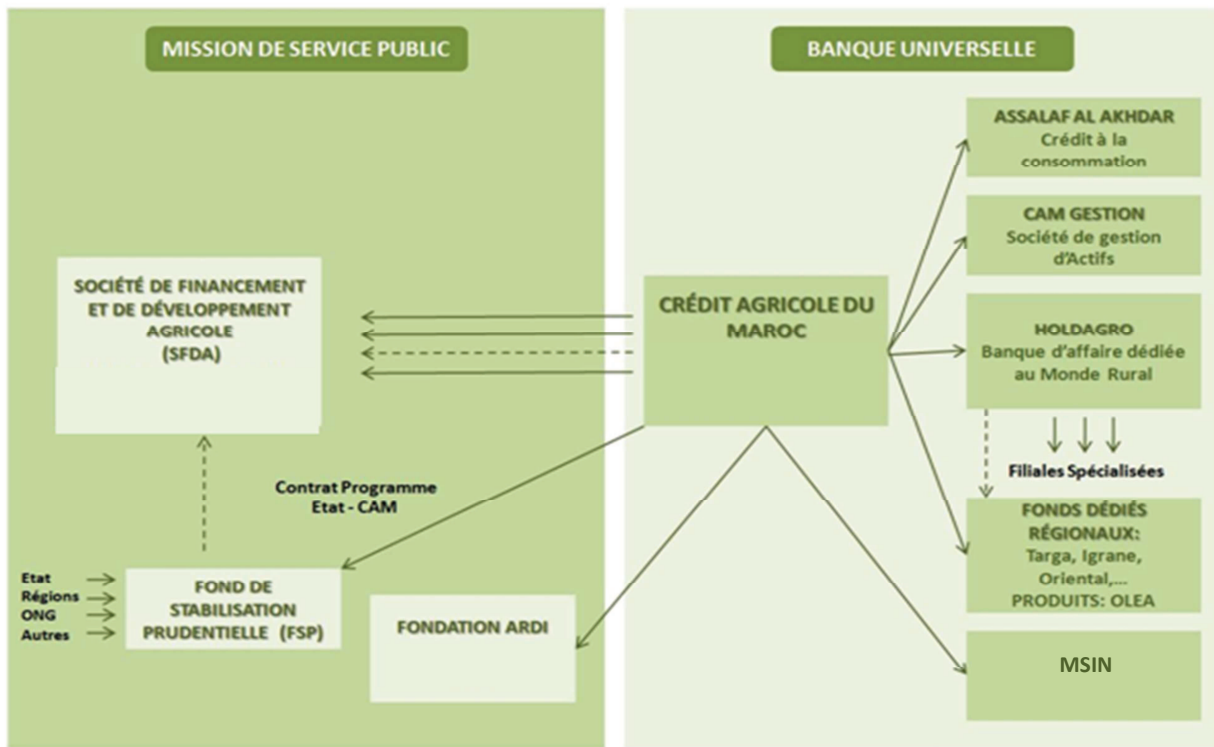 MISSION DE SERVICE PUBLIC
SOCIÉTÉ DE FINANCEMENT
ET DE DÉVELOPPEMENT
AGRICOLE
(SFDA)
Contrat Programme
Etat - CAM
Etat
Régions
ONG
Autres
FOND DE
STABILISATION
PRUDENTIELLE (FSP)
FONDATION ARDI
BANQUE UNIVERSELLE
CRÉDIT AGRICOLE DU
MAROC
ASSALAF AL AKHDAR
Crédit à la
consommation
CAM GESTION
Société de gestion
d'Actifs
HOLDAGRO
Banque d'affaire dédiée
au Monde Rural
Filiales Spécialisées
FONDS DÉDIÉS
RÉGIONAUX:
Targa, Igrane,
Oriental,...
PRODUITS: OLEA
MSIN